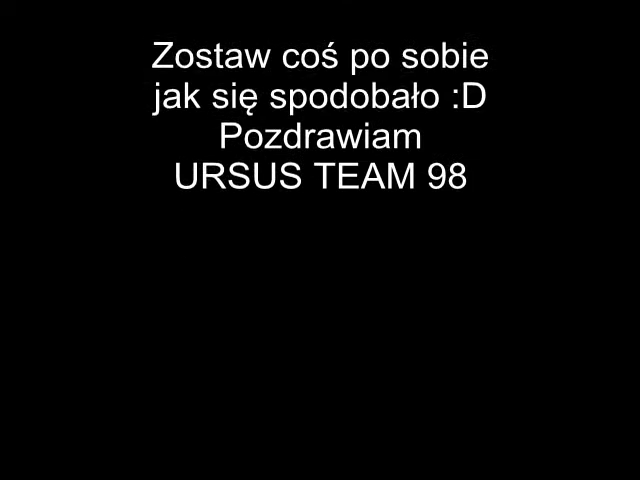 Zostaw coś po sobie
jak się spodobało :D
Pozdrawiam
URSUS TEAM 98